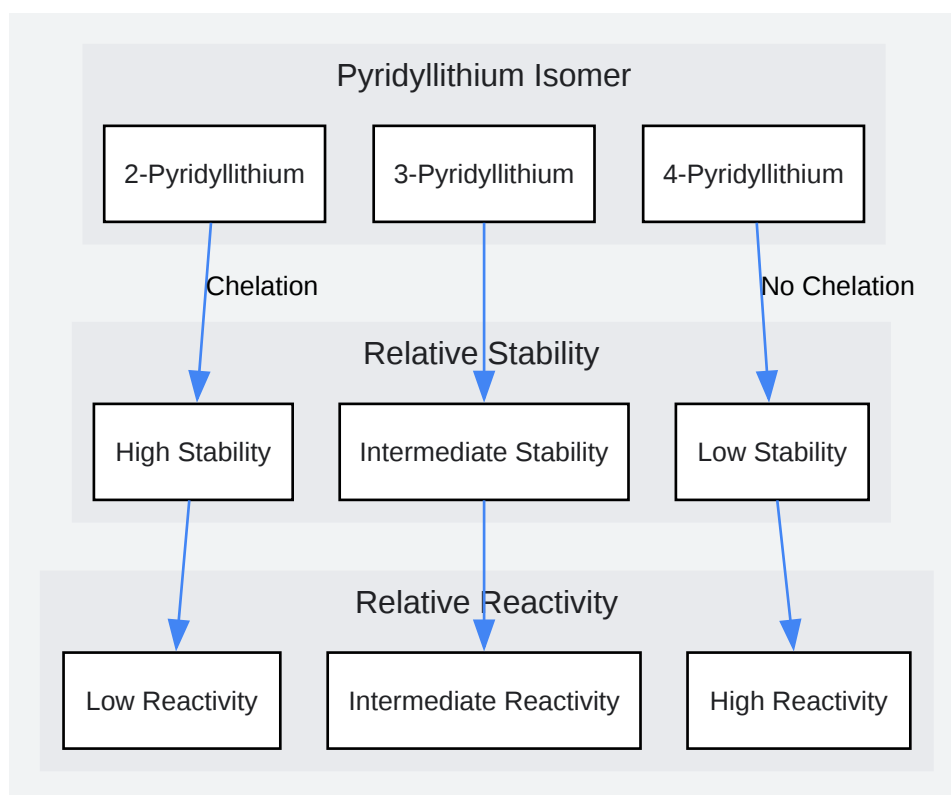 Pyridyllithium Isomer
2-Pyridyllithium
3-Pyridyllithium
4-Pyridyllithium
Chelation
No Chelation
Relative Stability
High Stability
Intermediate Stability
Low Stability
Relative Reactivity
Low Reactivity
Intermediate Reactivity
High Reactivity